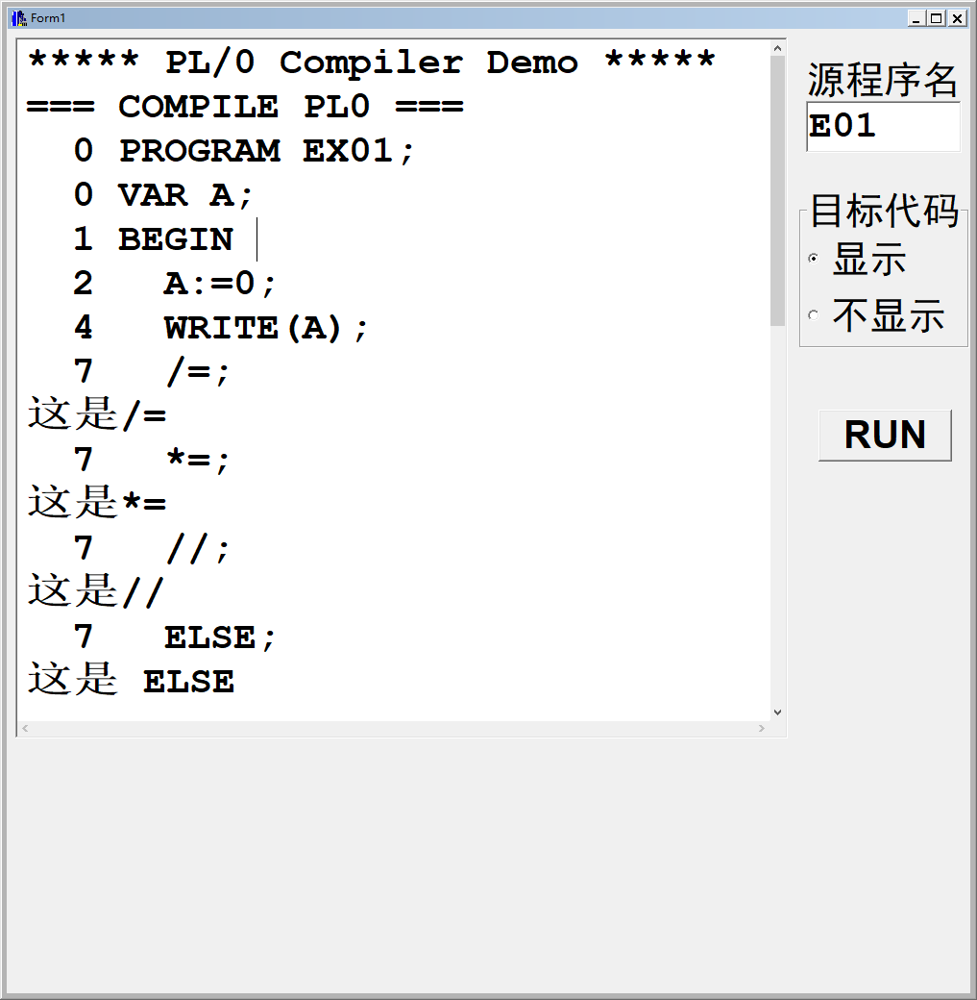 Form1
***** PL/0 Compiler Demo *****
=== COMPILE PL0 ===
0 PROGRAM EX01;
0 VAR A;
1 BEGIN
2 A:=0;
4 WRITE(A);
7 /=;
这是/=
7 *=;
这是*=
7 //;
这是//
7 ELSE;
这是 ELSE
源程序名
E01
目标代码
显示
不显示
RUN